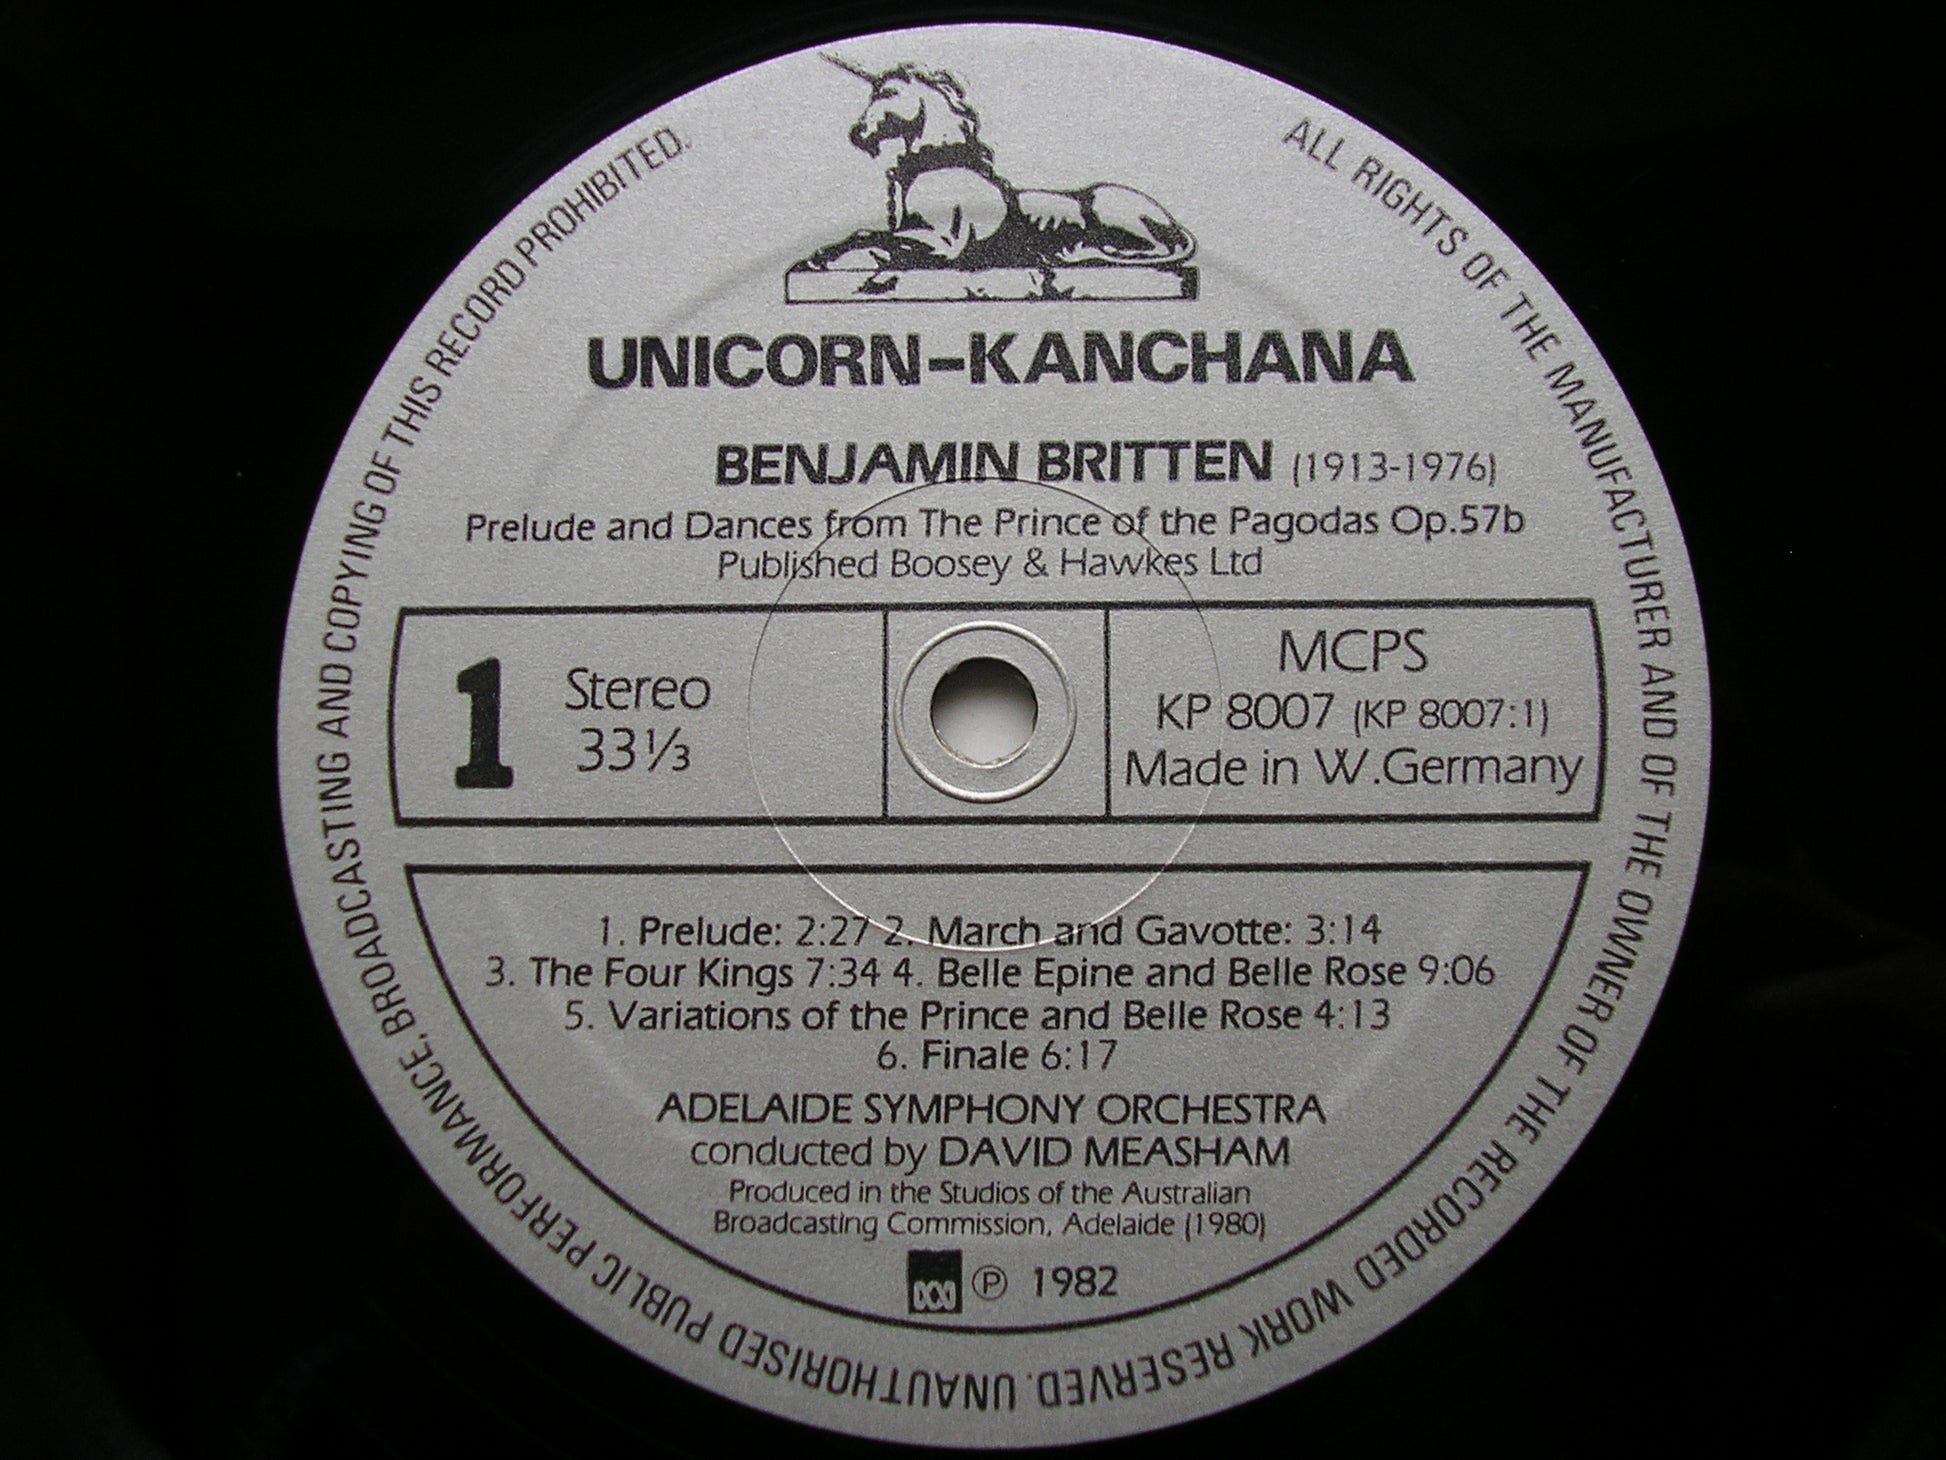 UNICORN-KANCHANA
BENJAMIN BRITTEN (1913-1976)
Prelude and Dances from The Prince of the Pagodas Op.57b
Published Boosey & Hawkes Ltd
1 Stereo
33⅓
MCPS
KP 8007 (KP 8007:1)
Made in W.Germany
1. Prelude: 2:27 2. March and Gavotte: 3:14
3. The Four Kings 7:34 4. Belle Epine and Belle Rose 9:06
5. Variations of the Prince and Belle Rose 4:13
6. Finale 6:17
ADELAIDE SYMPHONY ORCHESTRA
conducted by DAVID MEASHAM
Produced in the Studios of the Australian
Broadcasting Commission, Adelaide (1980)
℗ 1982
ALL RIGHTS OF THE MANUFACTURER AND OF THE OWNER OF THE RECORDED WORK RESERVED. UNAUTHORISED PUBLIC PERFORMANCE, BROADCASTING AND COPYING OF THIS RECORD PROHIBITED.